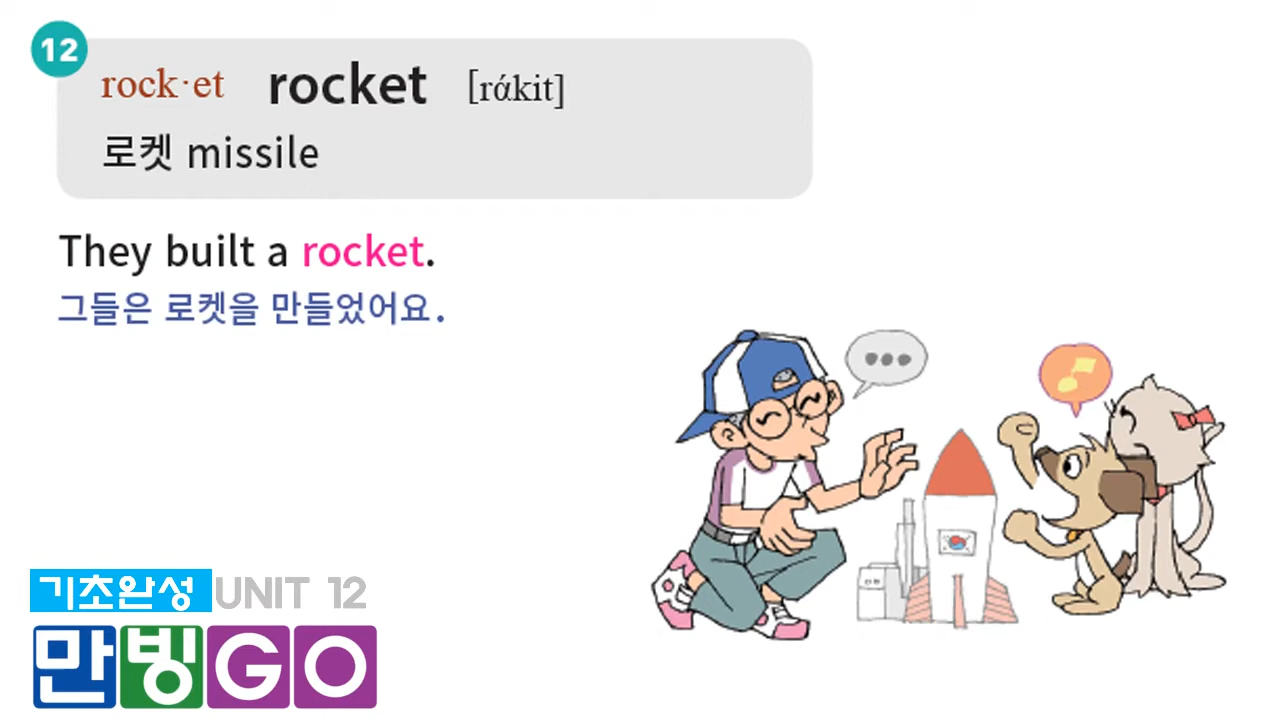 12
rock·et rocket [rάkit]
로켓 missile
They built a rocket.
그들은 로켓을 만들었어요.
기초완성 UNIT 12
만빙GO